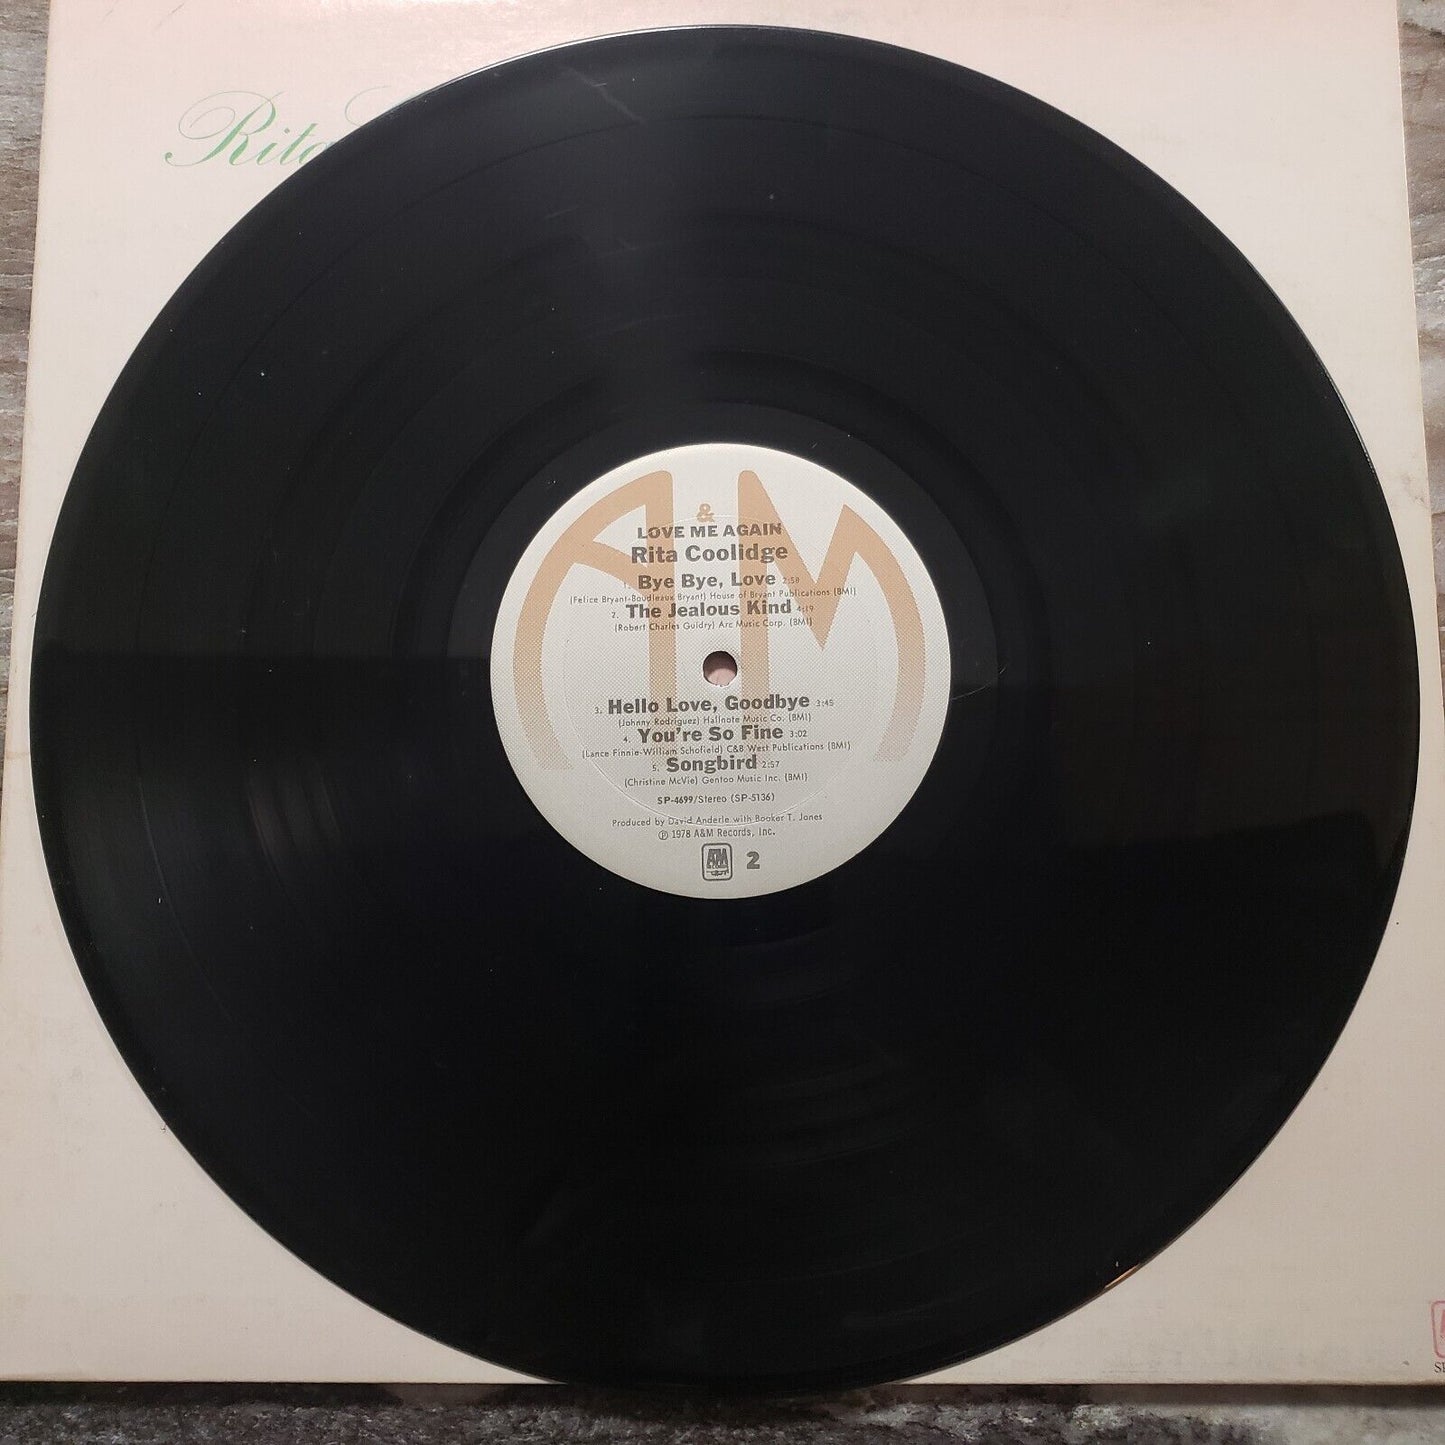 Rita
A & M
LOVE ME AGAIN
Rita Coolidge
1. Bye Bye, Love 2:58
(Felice Bryant-Boudleaux Bryant) House of Bryant Publications (BMI)
2. The Jealous Kind 4:19
(Robert Charles Guidry) Arc Music Corp. (BMI)
3. Hello Love, Goodbye 3:45
(Johnny Rodriguez) Hallnote Music Co. (BMI)
4. You're So Fine 3:02
(Lance Finnie-William Schofield) C&B West Publications (BMI)
5. Songbird 2:57
(Christine McVie) Gentoo Music Inc. (BMI)
SP-4699/Stereo (SP-5136)
Produced by David Anderle with Booker T. Jones
℗ 1978 A&M Records, Inc.
A&M RECORDS 2